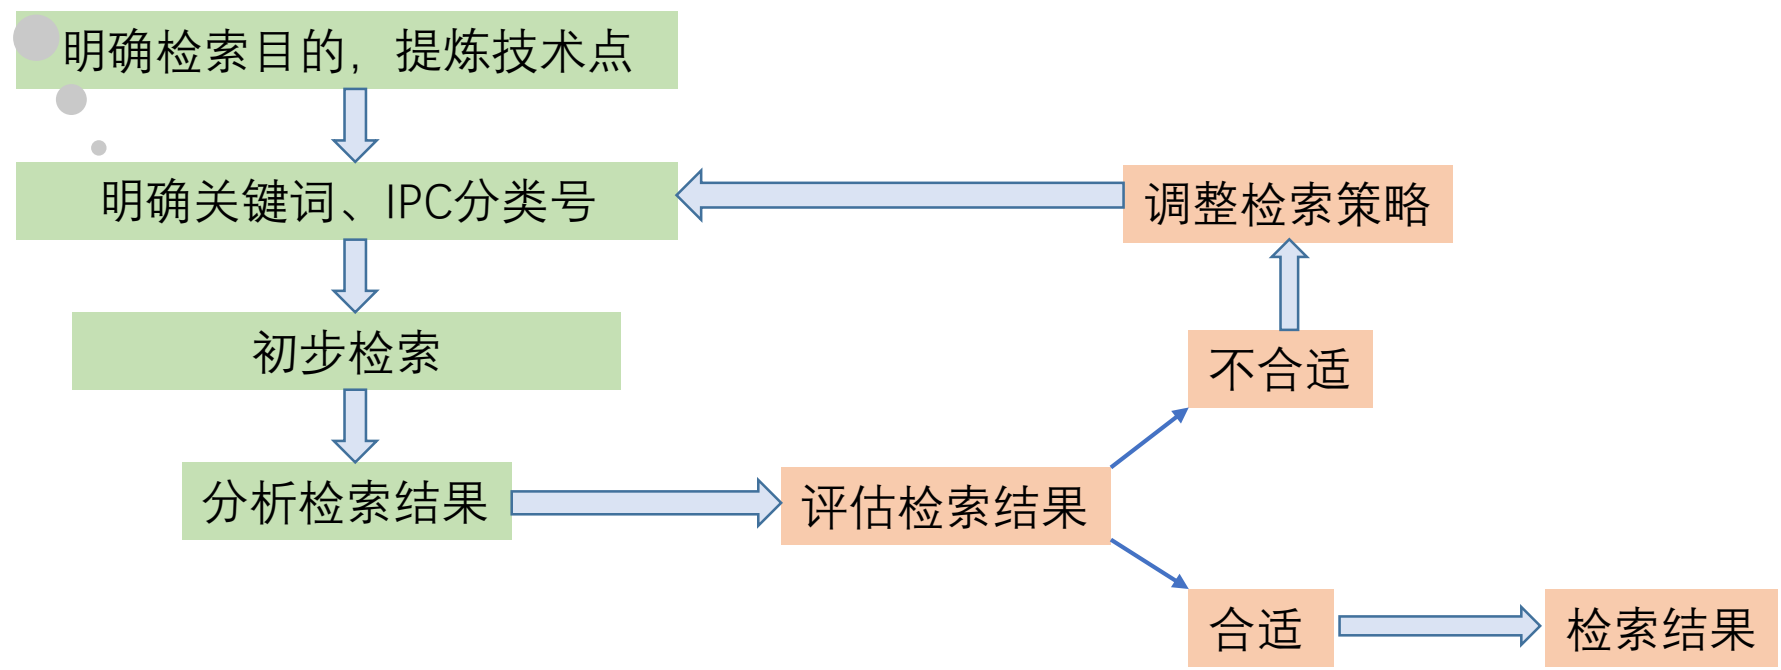 明确检索目的，提炼技术点
明确关键词、IPC分类号
调整检索策略
初步检索
不合适
分析检索结果
评估检索结果
合适
检索结果